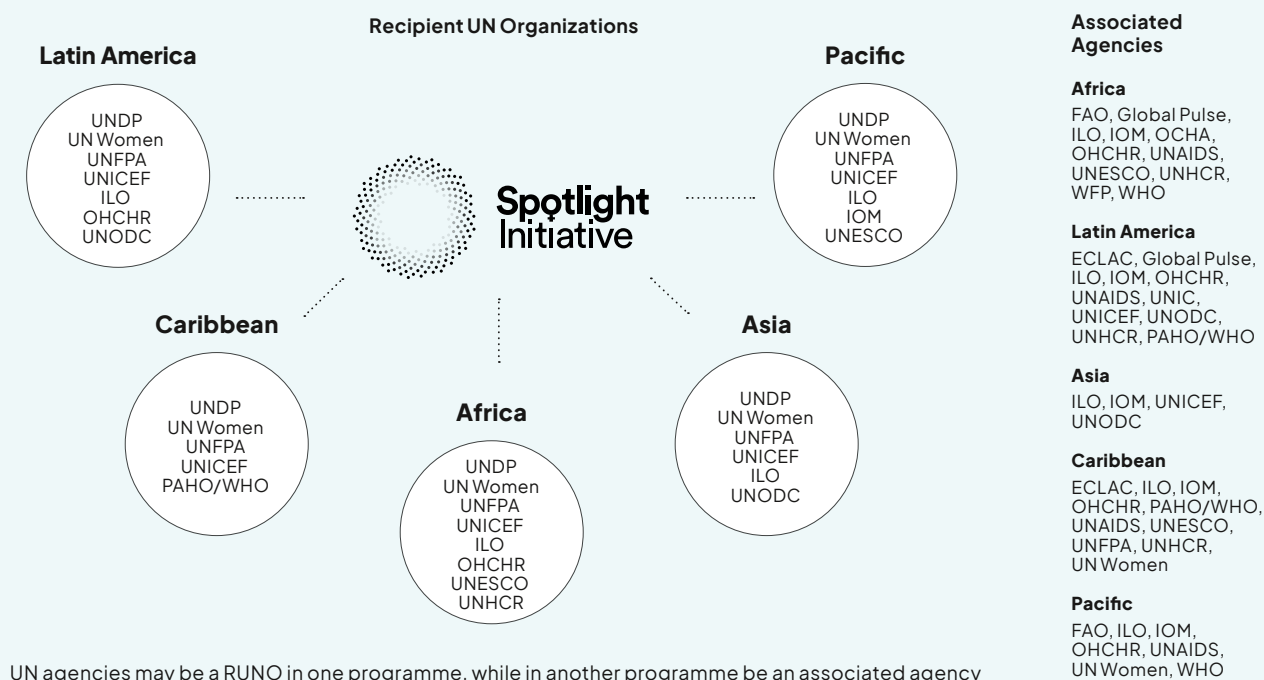 Recipient UN Organizations
Latin America
UNDP
UN Women
UNFPA
UNICEF
ILO
OHCHR
UNODC
Pacific
UNDP
UN Women
UNFPA
UNICEF
ILO
IOM
UNESCO
Spotlight
Initiative
Caribbean
UNDP
UN Women
UNFPA
UNICEF
PAHO/WHO
Africa
UNDP
UN Women
UNFPA
UNICEF
ILO
OHCHR
UNESCO
UNHCR
Asia
UNDP
UN Women
UNFPA
UNICEF
ILO
UNODC
UN agencies may be a RUNO in one programme, while in another programme be an associated agency
Associated
Agencies
Africa
FAO, Global Pulse,
ILO, IOM, OCHA,
OHCHR, UNAIDS,
UNESCO, UNHCR,
WFP, WHO
Latin America
ECLAC, Global Pulse,
ILO, IOM, OHCHR,
UNAIDS, UNIC,
UNICEF, UNODC,
UNHCR, PAHO/WHO
Asia
ILO, IOM, UNICEF,
UNODC
Caribbean
ECLAC, ILO, IOM,
OHCHR, PAHO/WHO,
UNAIDS, UNESCO,
UNFPA, UNHCR,
UN Women
Pacific
FAO, ILO, IOM,
OHCHR, UNAIDS,
UN Women, WHO